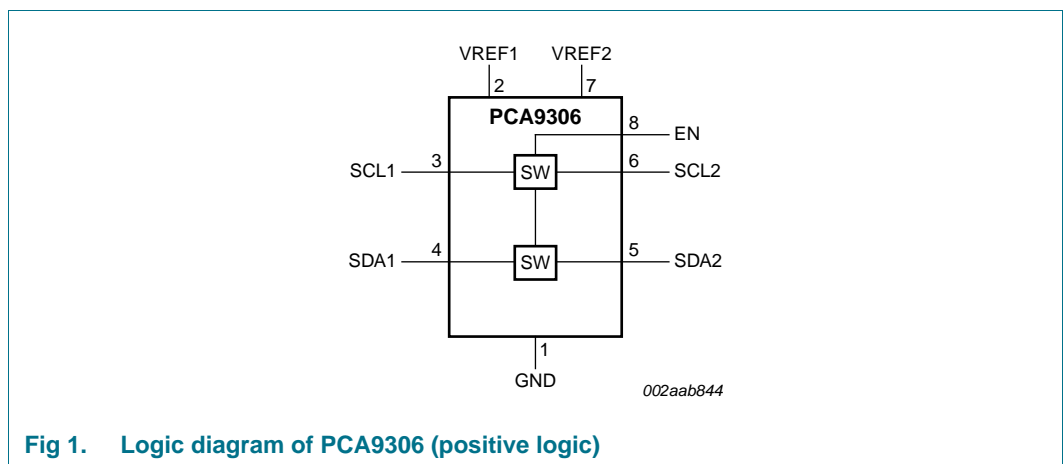 VREF1 VREF2
2 7
PCA9306
8
EN
SCL1 3 SW 6 SCL2
SDA1 4 SW 5 SDA2
1
GND
002aab844
Fig 1. Logic diagram of PCA9306 (positive logic)